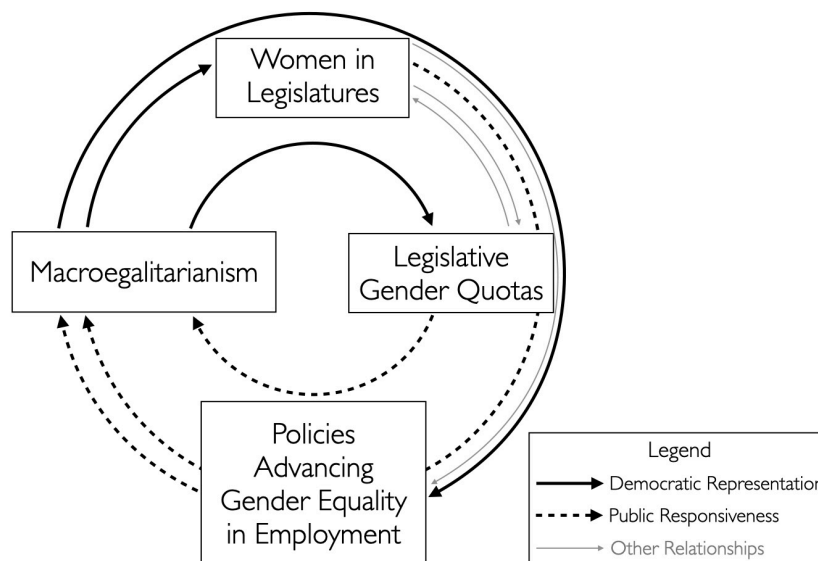 Women in
Legislatures
Macroegalitarianism
Legislative
Gender Quotas
Policies
Advancing
Gender Equality
in Employment
Legend
Democratic Representation
Public Responsiveness
Other Relationships